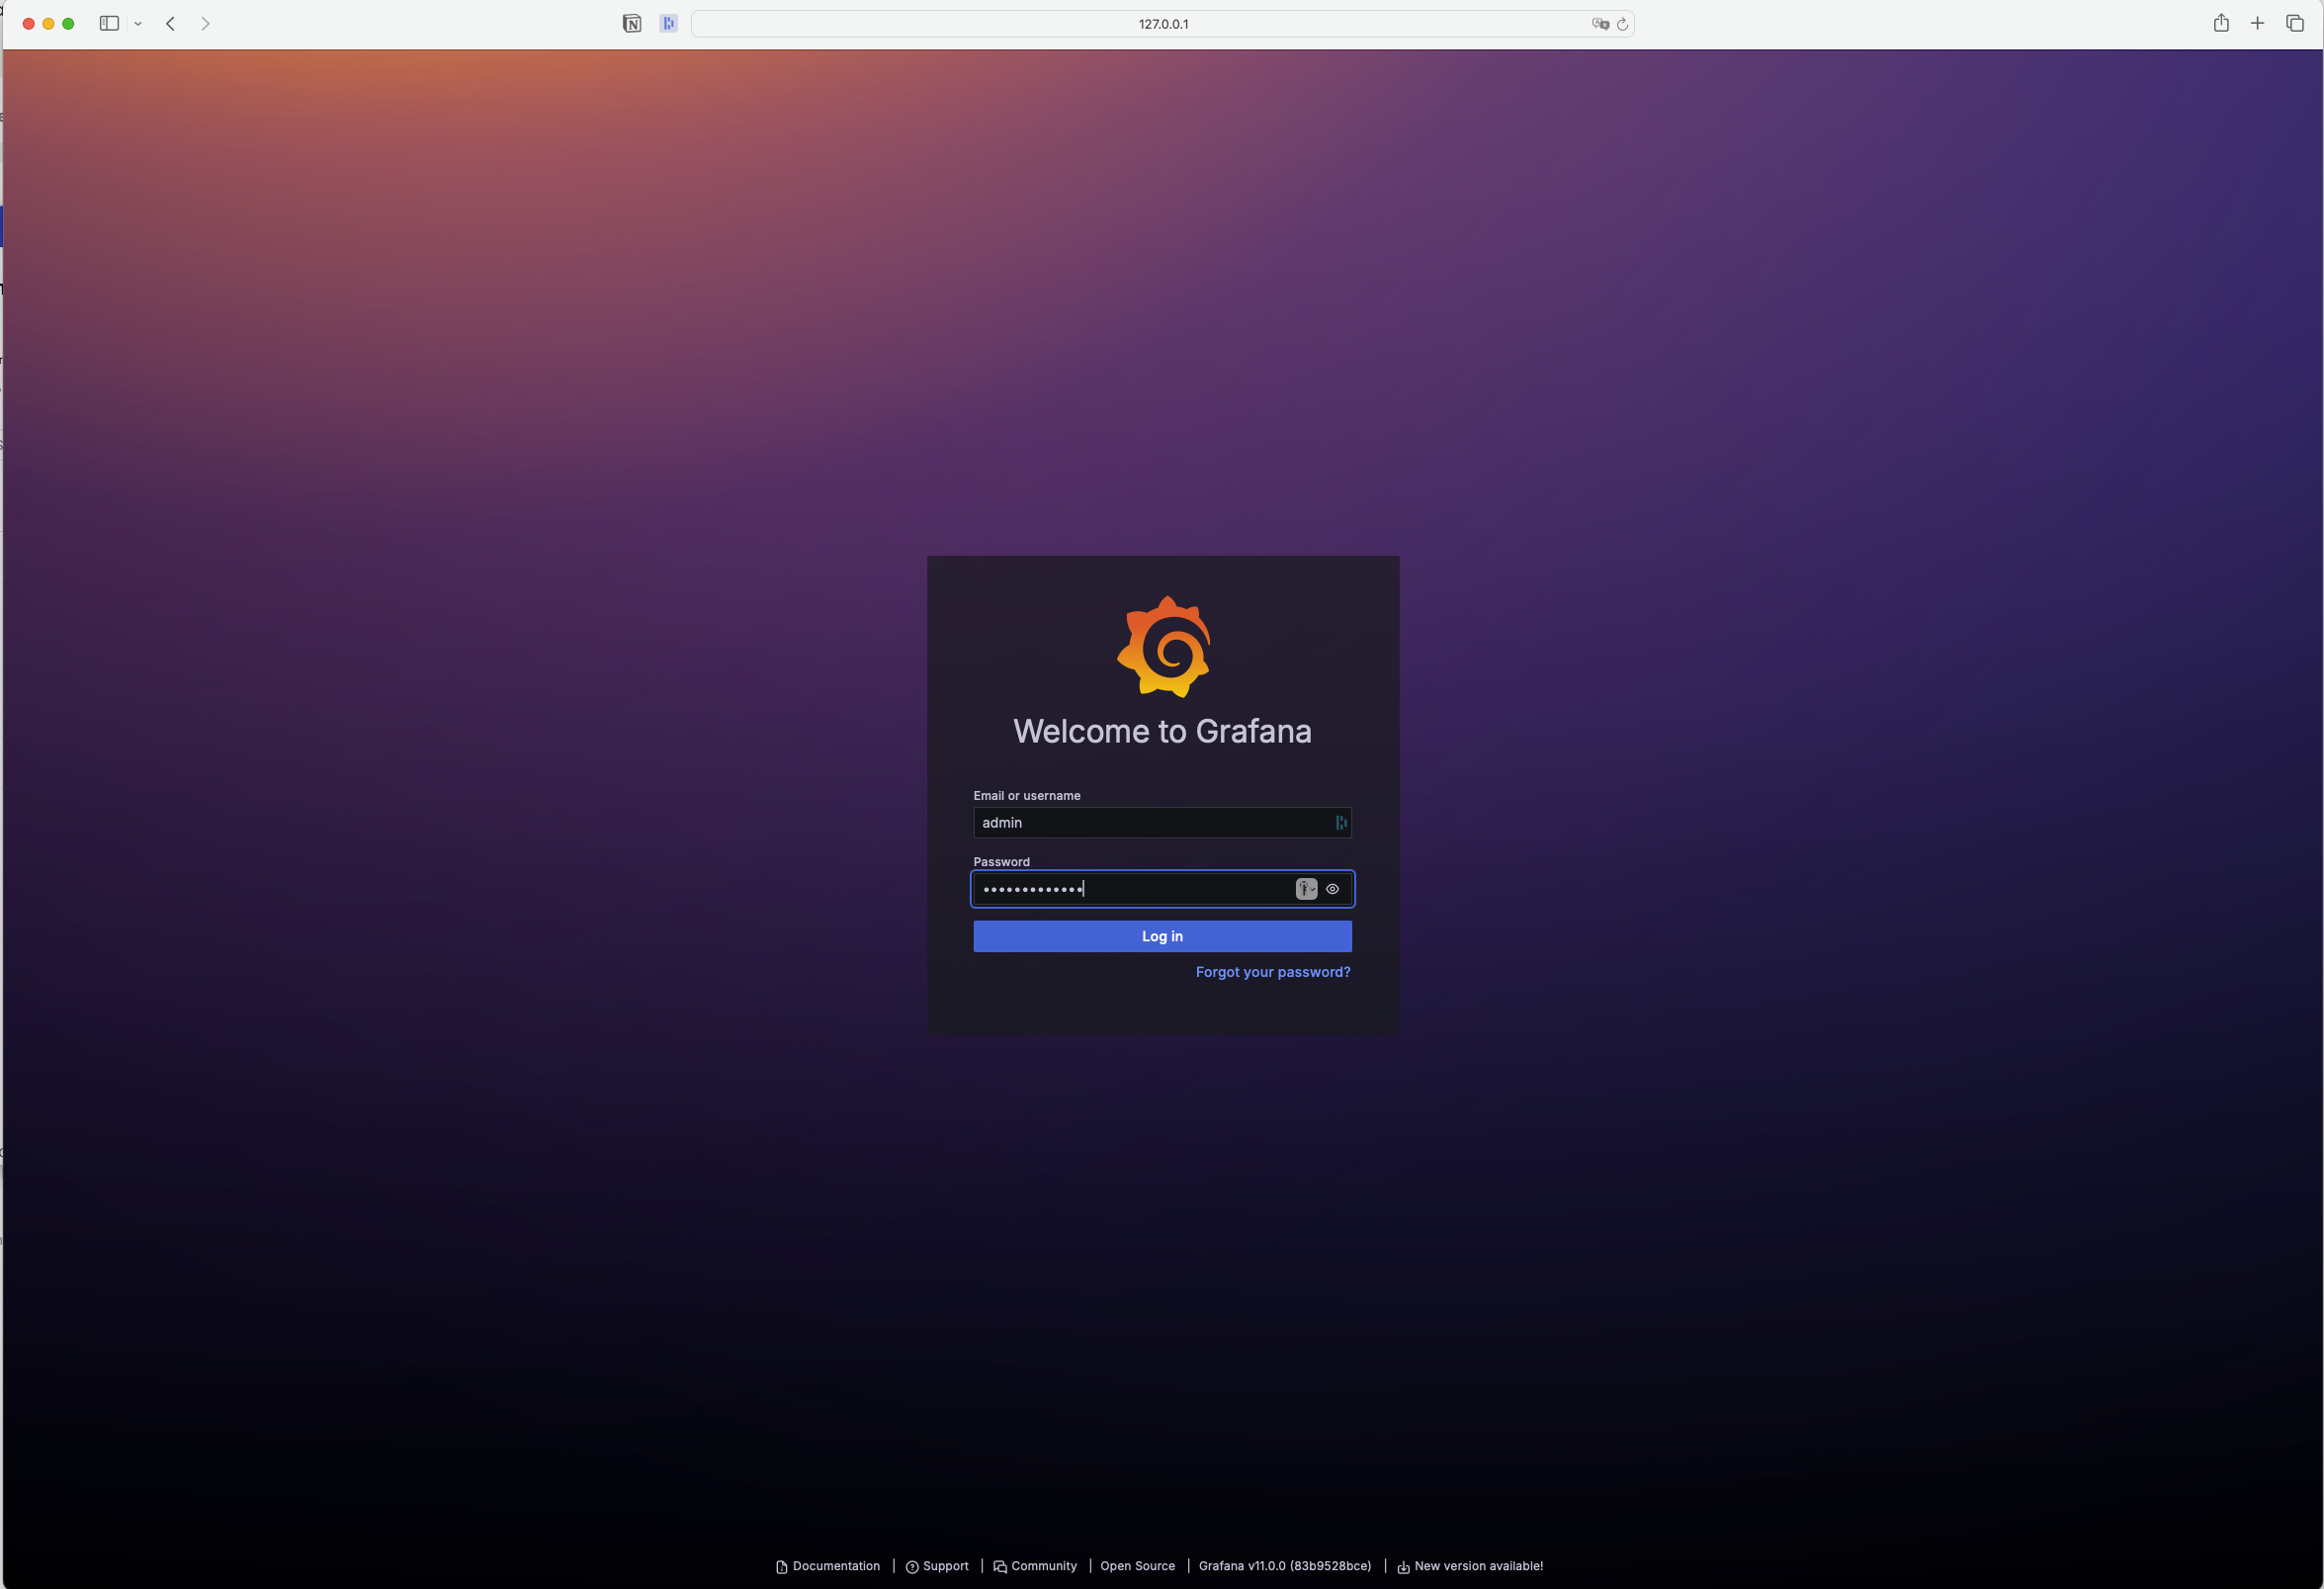 127.0.0.1
Welcome to Grafana
Email or username
admin
Password
•••••••••••••
Log in
Forgot your password?
Documentation | Support | Community | Open Source | Grafana v11.0.0 (83b9528bce) | New version available!